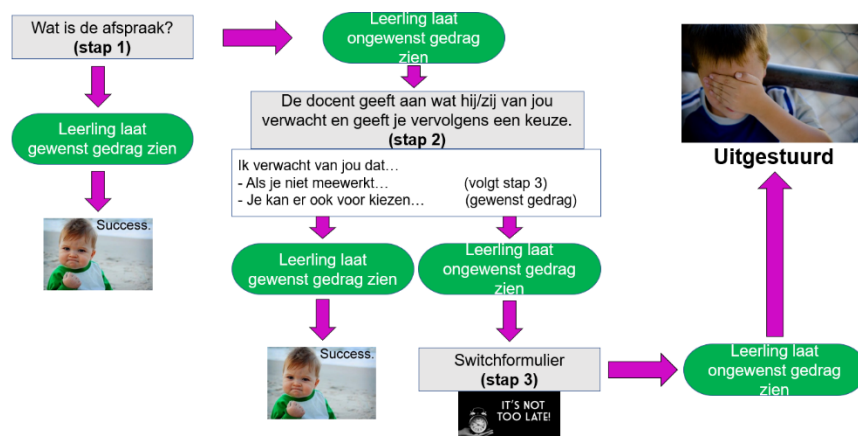 Wat is de afspraak?
(stap 1)
Leerling laat
ongewenst gedrag
zien
Leerling laat
gewenst gedrag zien
Success.
De docent geeft aan wat hij/zij van jou
verwacht en geeft je vervolgens een keuze.
(stap 2)
Ik verwacht van jou dat…
- Als je niet meewerkt… (volgt stap 3)
- Je kan er ook voor kiezen… (gewenst gedrag)
Leerling laat
gewenst gedrag zien
Success.
Leerling laat
ongewenst gedrag
zien
Switchformulier
(stap 3)
IT'S NOT
TOO LATE!
Leerling laat
ongewenst gedrag
zien
Uitgestuurd